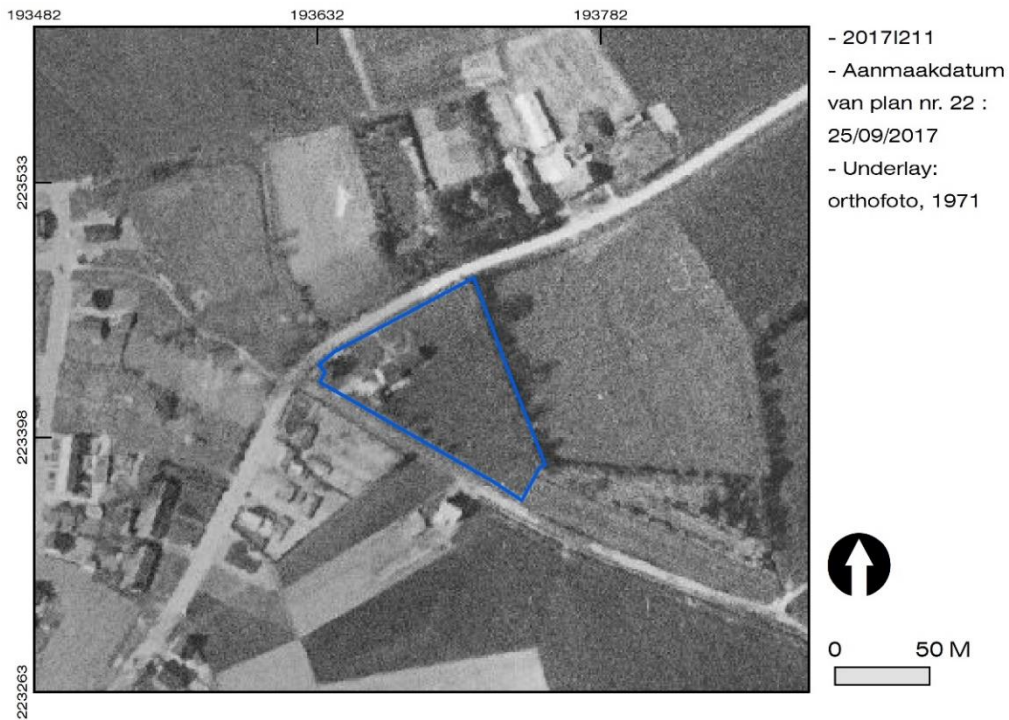 193482 193632 193782
223533
223398
223263
- 2017I211
- Aanmaakdatum
van plan nr. 22 :
25/09/2017
- Underlay:
orthofoto, 1971
0 50 M